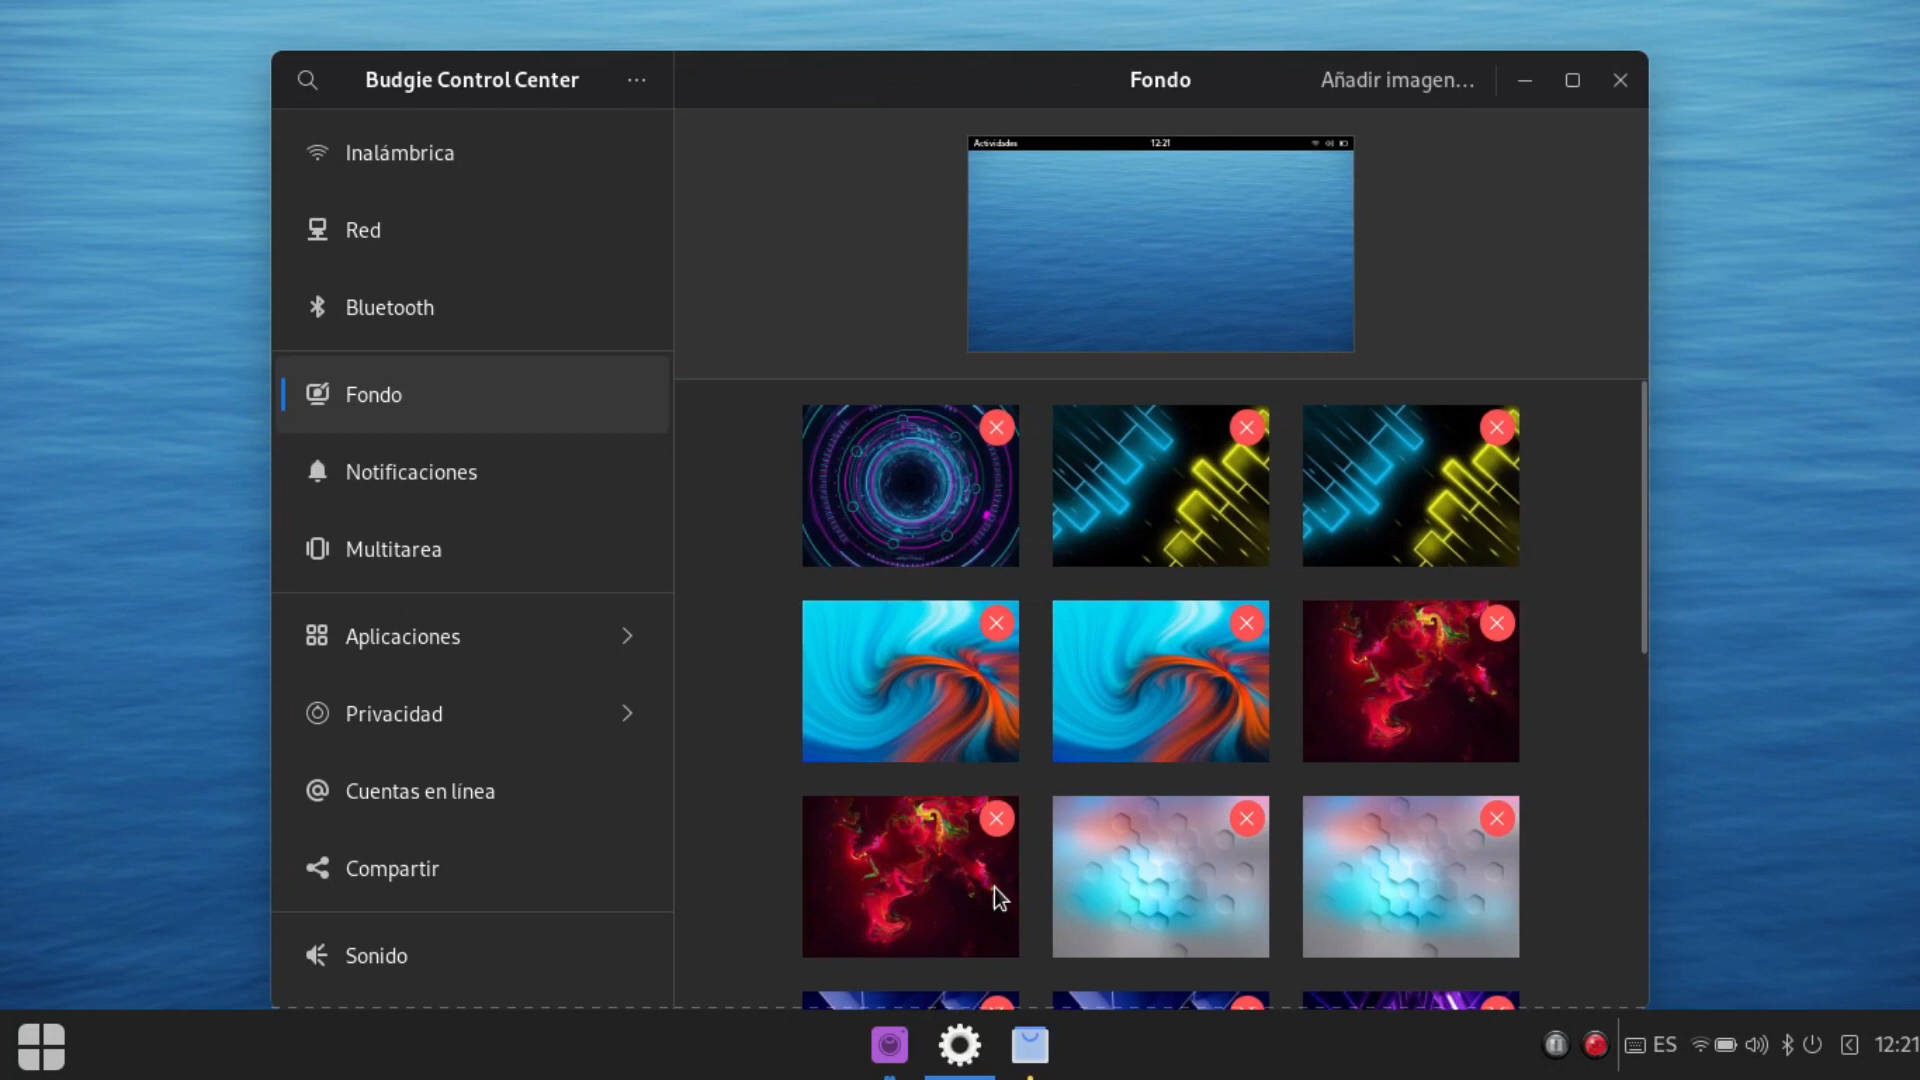 Budgie Control Center
Fondo
Añadir imagen...
Inalámbrica
Red
Bluetooth
Fondo
Notificaciones
Multitarea
Aplicaciones
Privacidad
Cuentas en línea
Compartir
Sonido
Actividades
12:21
ES
12:21